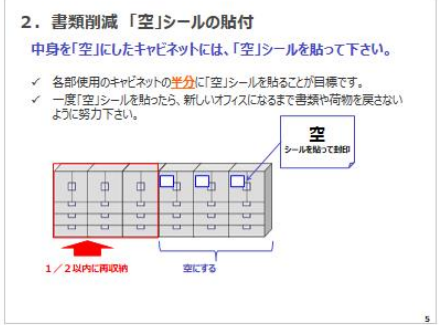 2．書類削減「空」シールの貼付
中身を「空」にしたキャビネットには、「空」シールを貼って下さい。
✓ 各部使用のキャビネットの半分に「空」シールを貼ることが目標です。
✓ 一度「空」シールを貼ったら、新しいオフィスになるまで書類や荷物を戻さない
ように努力下さい。
空
シールを貼って封印
1／2以内に再収納
空にする
5